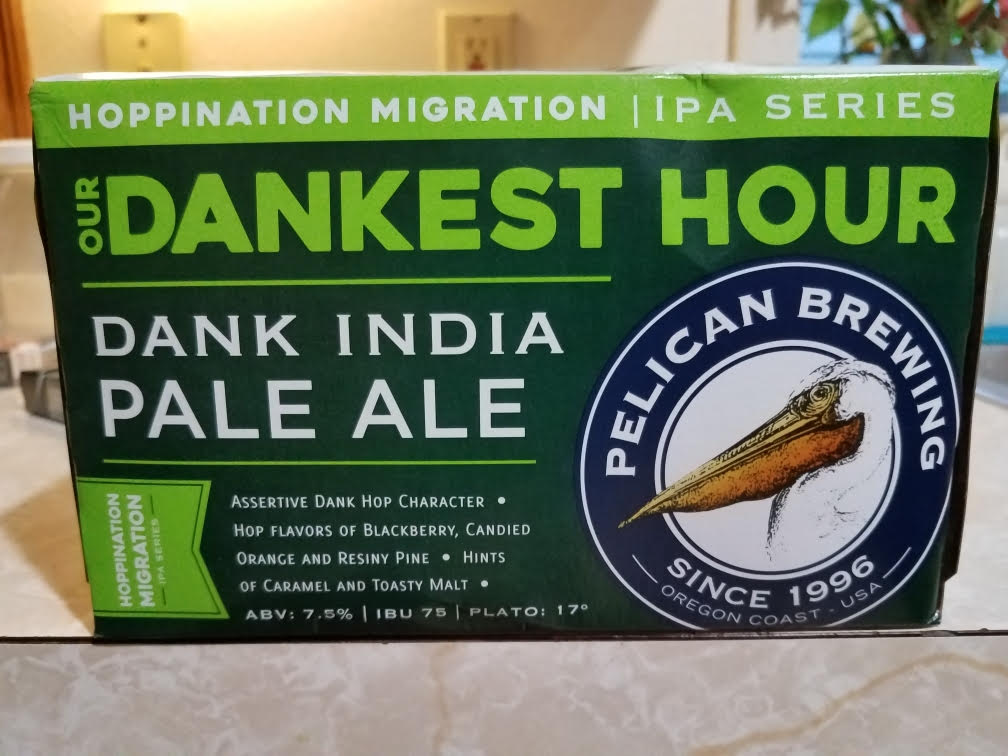 HOPPINATION MIGRATION | IPA SERIES
OUR DANKEST HOUR
DANK INDIA
PALE ALE
HOPPINATION
MIGRATION
IPA SERIES
ASSERTIVE DANK HOP CHARACTER •
HOP FLAVORS OF BLACKBERRY, CANDIED
ORANGE AND RESINY PINE • HINTS
OF CARAMEL AND TOASTY MALT •
ABV: 7.5% | IBU 75 | PLATO: 17°
PELICAN BREWING
SINCE 1996
OREGON COAST - USA